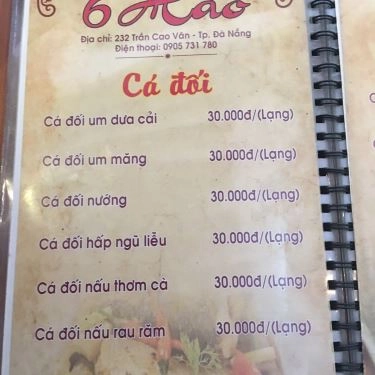 6 Hào
Địa chỉ: 232 Trần Cao Vân - Tp. Đà Nẵng
Điện thoại: 0905 731 780
Cá đối
Cá đối um dưa cải 30.000đ/(Lạng)
Cá đối um măng 30.000đ/(Lạng)
Cá đối nướng 30.000đ/(Lạng)
Cá đối hấp ngũ liễu 30.000đ/(Lạng)
Cá đối nấu thơm cà 30.000đ/(Lạng)
Cá đối nấu rau răm 30.000đ/(Lạng)